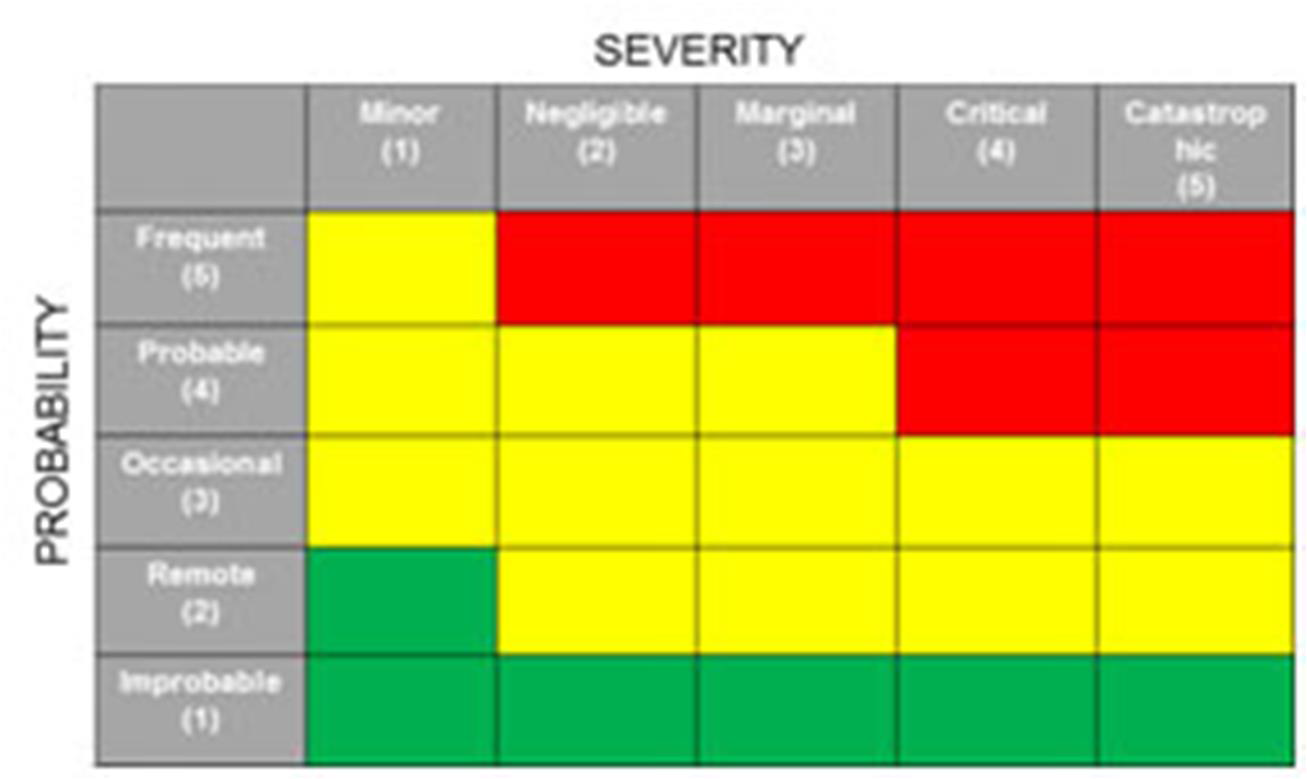 SEVERITY
Minor
(1)
Negligible
(2)
Marginal
(3)
Critical
(4)
Catastrop
hic
(5)
PROBABILITY
Frequent
(5)
Probable
(4)
Occasional
(3)
Remote
(2)
Improbable
(1)